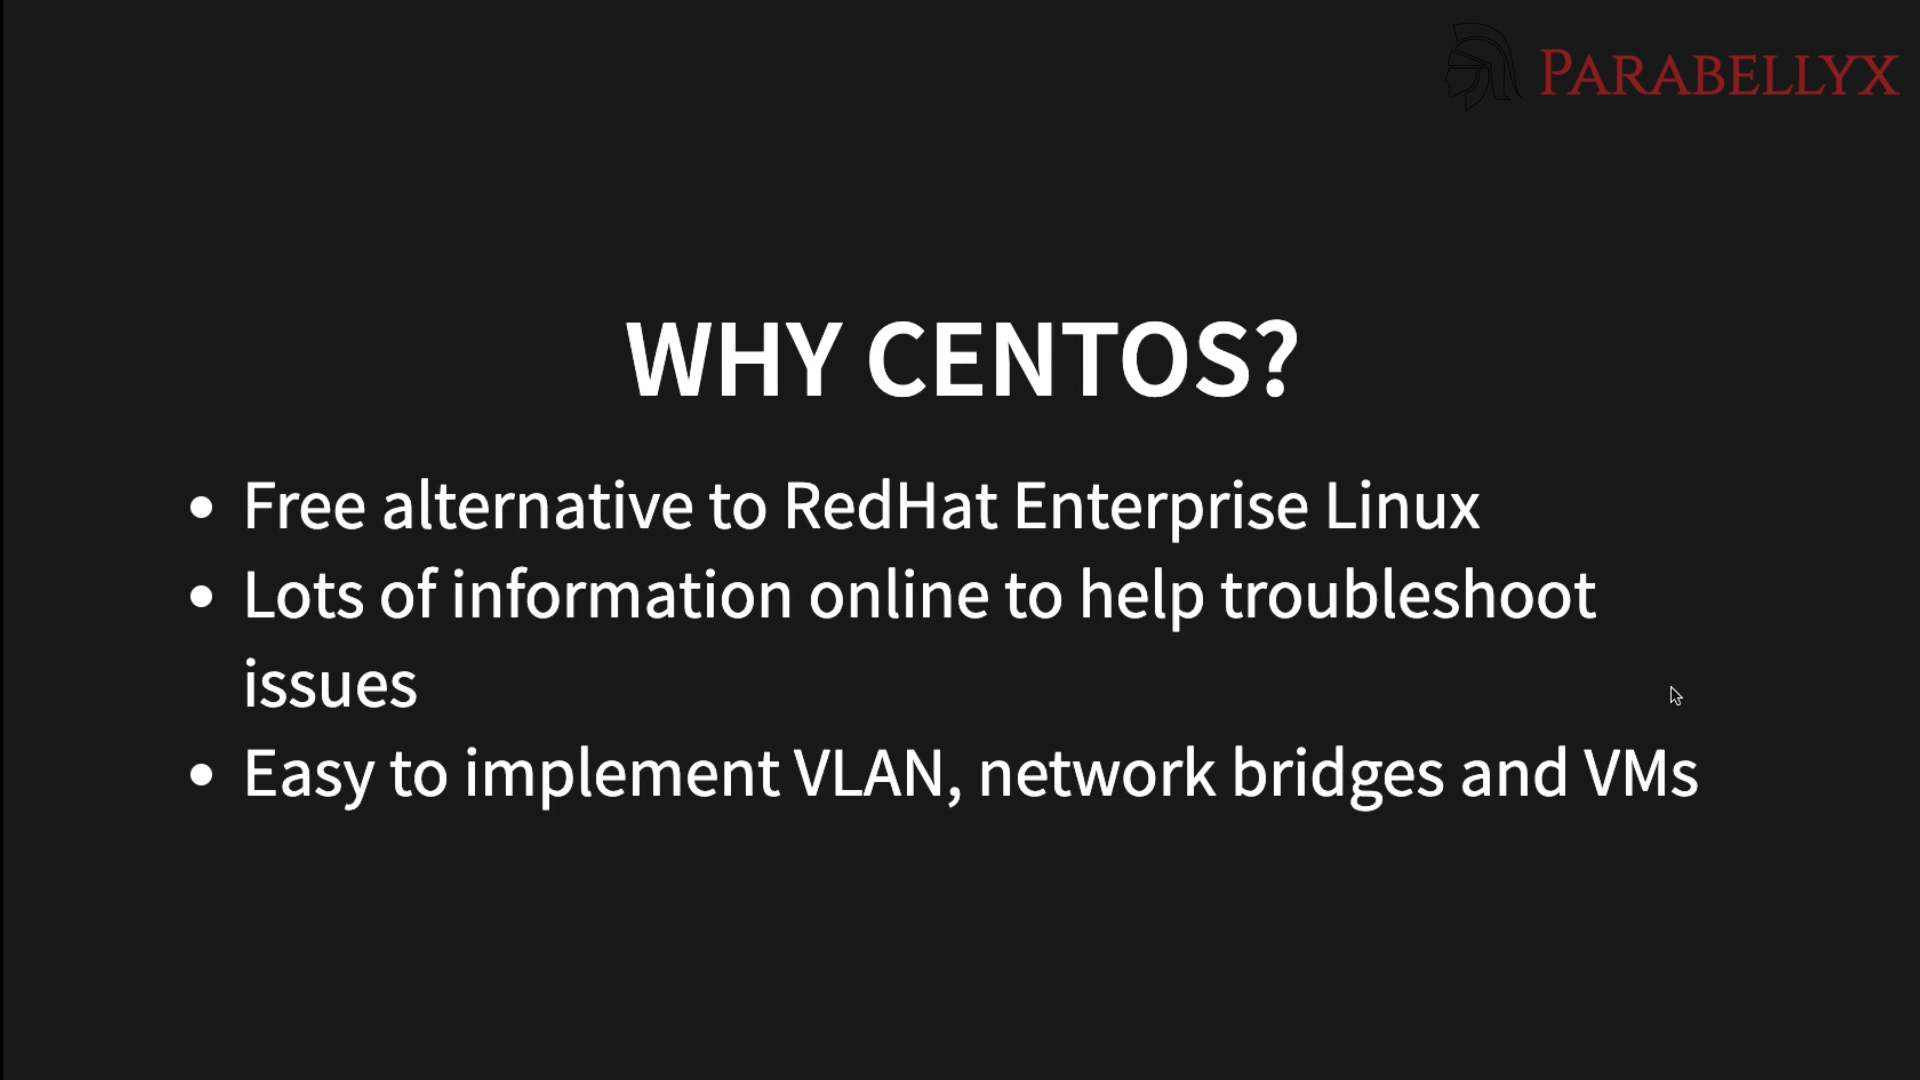 PARABELLYX
WHY CENTOS?
• Free alternative to RedHat Enterprise Linux
• Lots of information online to help troubleshoot
issues
• Easy to implement VLAN, network bridges and VMs